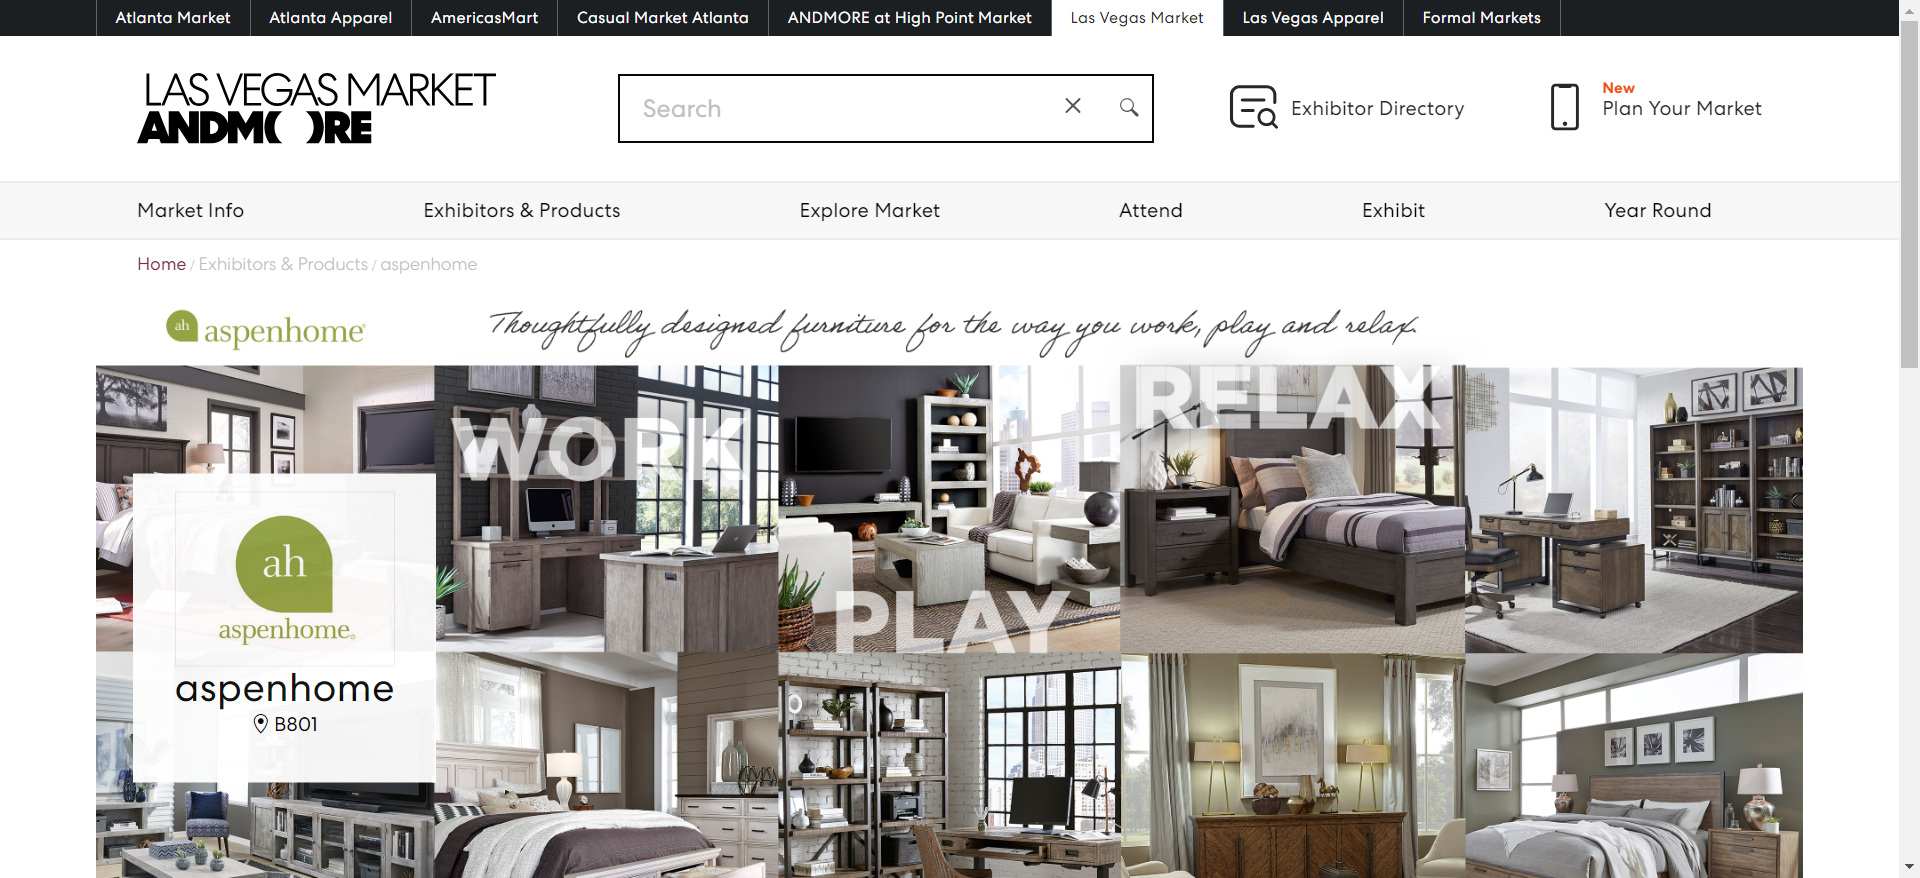 Atlanta Market
Atlanta Apparel
AmericasMart
Casual Market Atlanta
ANDMORE at High Point Market
Las Vegas Market
Las Vegas Apparel
Formal Markets
LAS VEGAS MARKET
ANDM( )RE
Search
Exhibitor Directory
New
Plan Your Market
Market Info
Exhibitors & Products
Explore Market
Attend
Exhibit
Year Round
Home / Exhibitors & Products / aspenhome
ah aspenhome®
Thoughtfully designed furniture for the way you work, play and relax.
WORK
RELAX
PLAY
ah
aspenhome®
aspenhome
B801